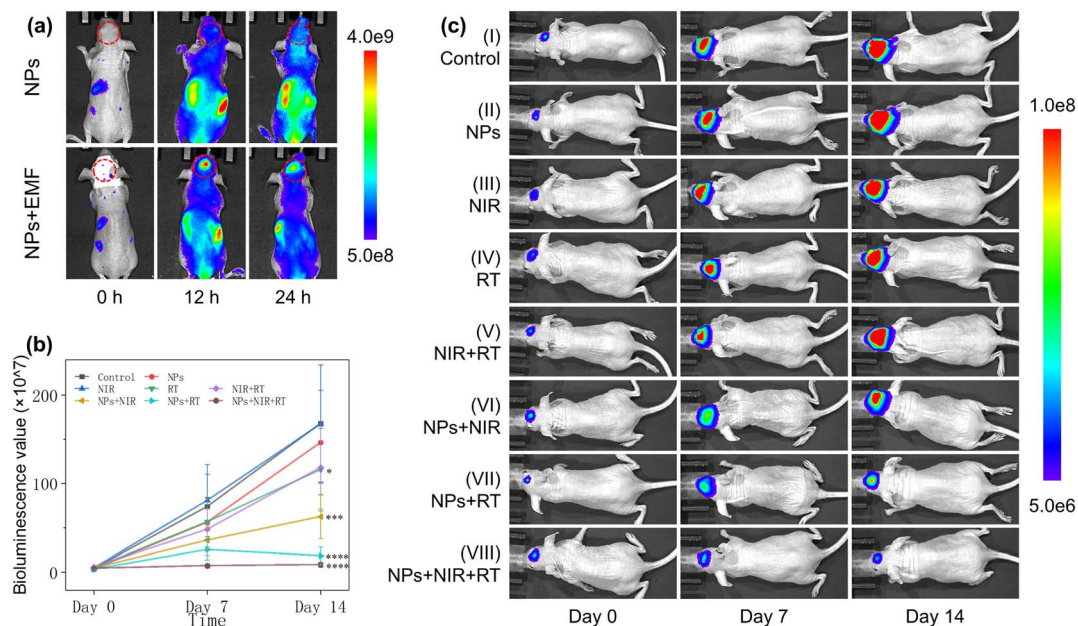 (a)
NPs
NPs+EMF
0 h
12 h
24 h
4.0e9
5.0e8
(b)
Bioluminescence value (×10^7)
200
100
0
Control
NPs
NIR
RT
NIR+RT
NPs+NIR
NPs+RT
NPs+NIR+RT
*
***
****
****
Day 0
Day 7
Day 14
Time
(c)
(I)
Control
(II)
NPs
(III)
NIR
(IV)
RT
(V)
NIR+RT
(VI)
NPs+NIR
(VII)
NPs+RT
(VIII)
NPs+NIR+RT
Day 0
Day 7
Day 14
1.0e8
5.0e6